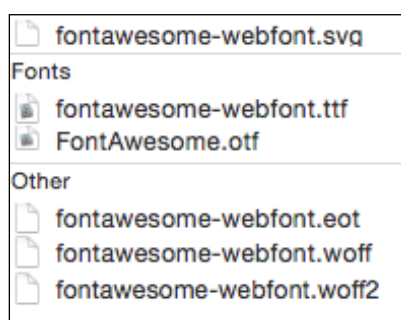 fontawesome-webfont.svg
Fonts
fontawesome-webfont.ttf
FontAwesome.otf
Other
fontawesome-webfont.eot
fontawesome-webfont.woff
fontawesome-webfont.woff2